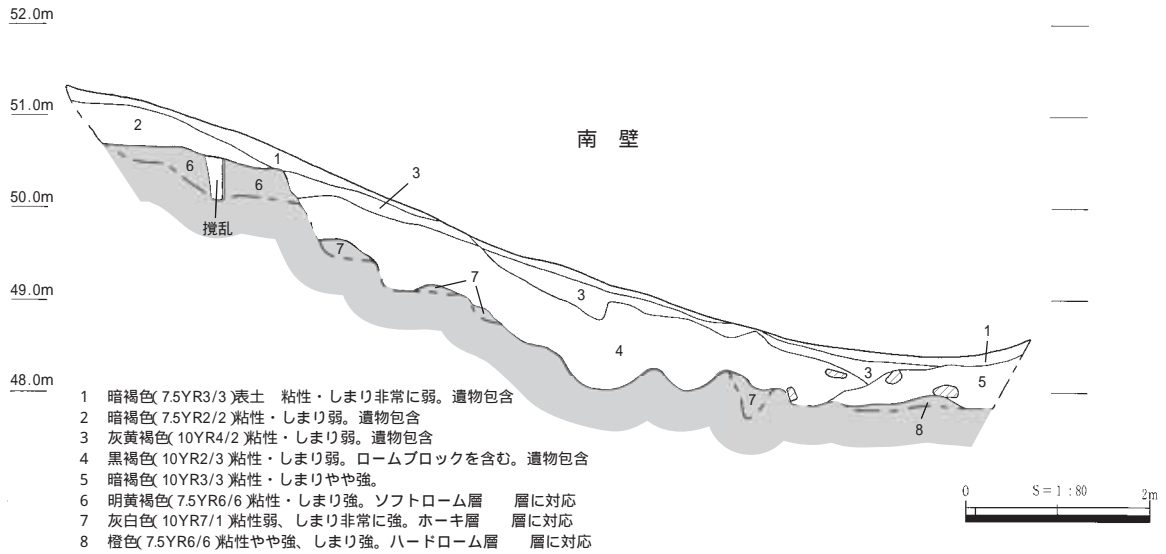 52.0m
51.0m
50.0m
49.0m
48.0m
南 壁
2
6
1
6
3
撹乱
7
7
3
4
7
3
1
5
8
1 暗褐色(7.5YR3/3)表土 粘性・しまり非常に弱。遺物包含
2 暗褐色(7.5YR2/2)粘性・しまり弱。遺物包含
3 灰黄褐色(10YR4/2)粘性・しまり弱。遺物包含
4 黒褐色(10YR2/3)粘性・しまり弱。ロームブロックを含む。遺物包含
5 暗褐色(10YR3/3)粘性・しまりやや強。
6 明黄褐色(7.5YR6/6)粘性・しまり強。ソフトローム層 層に対応
7 灰白色(10YR7/1)粘性弱、しまり非常に強。ホーキ層 層に対応
8 橙色(7.5YR6/6)粘性やや強、しまり強。ハードローム層 層に対応
0 S=1:80 2m